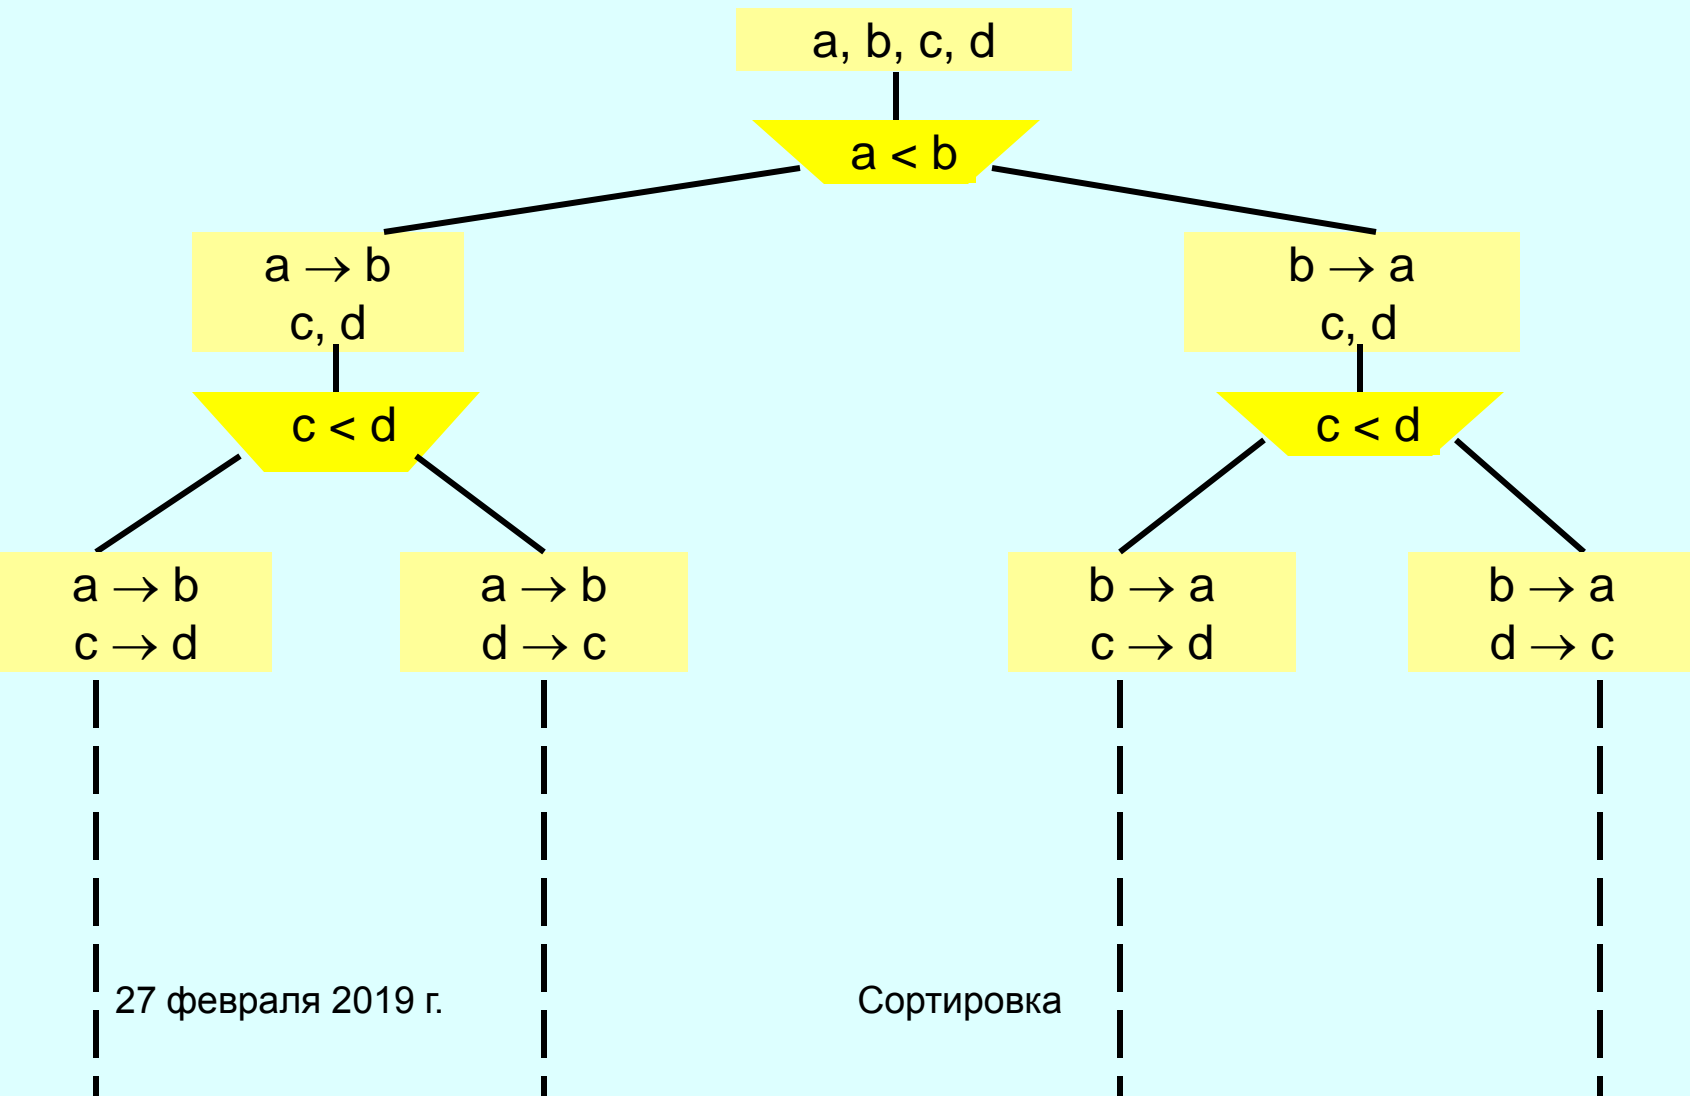 a, b, c, d
a < b
a → b
c, d
b → a
c, d
c < d
c < d
a → b
c → d
a → b
d → c
b → a
c → d
b → a
d → c
27 февраля 2019 г.
Сортировка